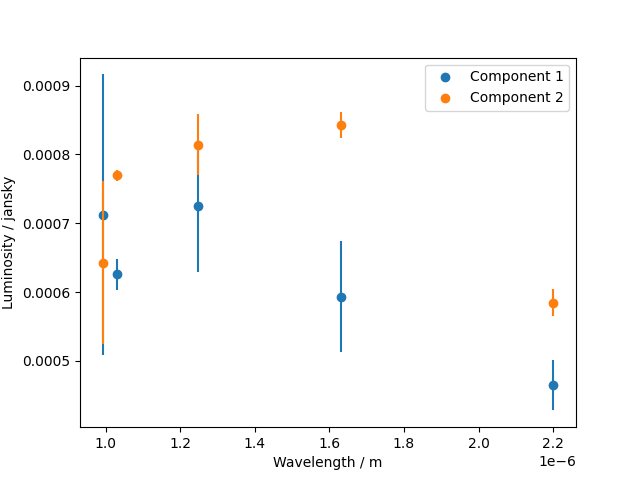 Component 1
Component 2
0.0009
0.0008
0.0007
0.0006
0.0005
Luminosity / jansky
1.0 1.2 1.4 1.6 1.8 2.0 2.2
1e−6
Wavelength / m